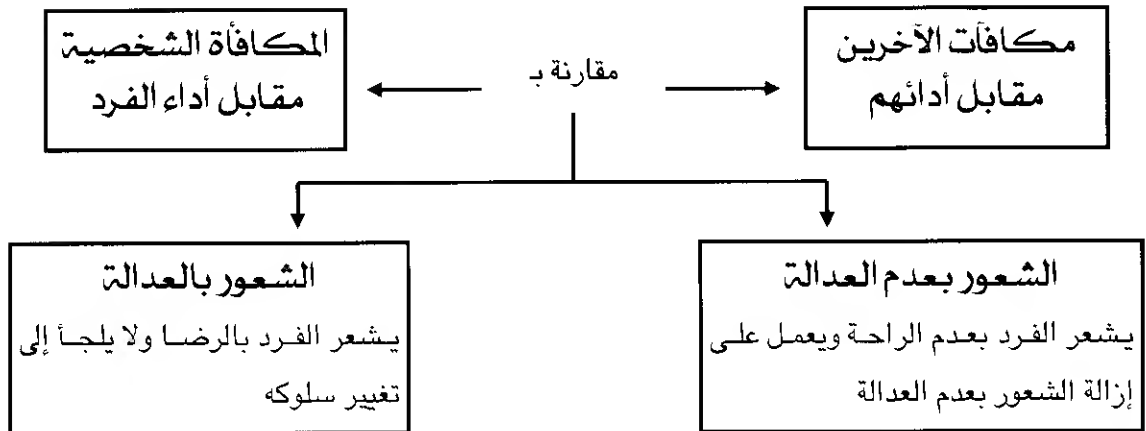 مكافآت الآخرين
مقابل أدائهم
مقارنة بـ
المكافأة الشخصية
مقابل أداء الفرد
الشعور بعدم العدالة
يشعر الفرد بعدم الراحة ويعمل على
إزالة الشعور بعدم العدالة
الشعور بالعدالة
يشعر الفرد بالرضا ولا يلجأ إلى
تغيير سلوكه